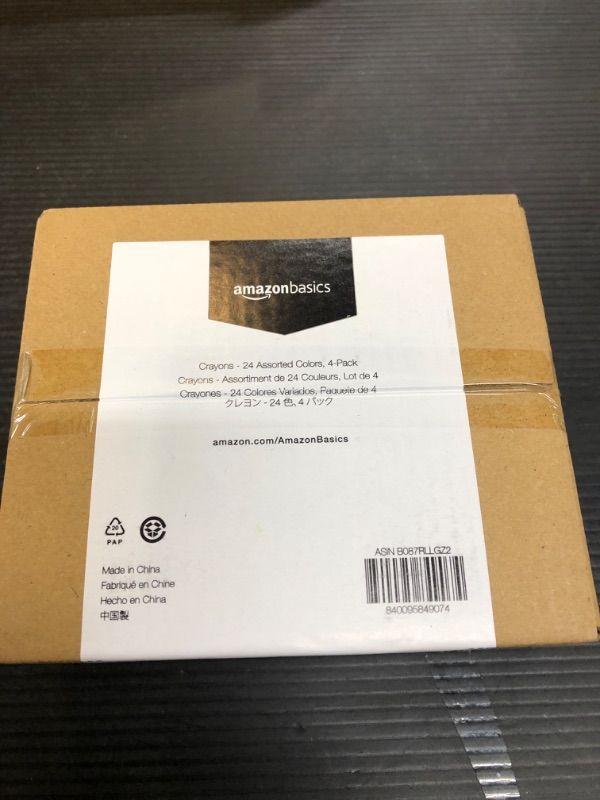 amazonbasics
Crayons - 24 Assorted Colors, 4-Pack
Crayons - Assortiment de 24 Couleurs, Lot de 4
Crayones - 24 Colores Variados, Paquete de 4
クレヨン - 24 色, 4 パック
amazon.com/AmazonBasics
20
PAP
Made in China
Fabriqué en Chine
Hecho en China
中国製
ASIN B087RLLGZ2
840095849074